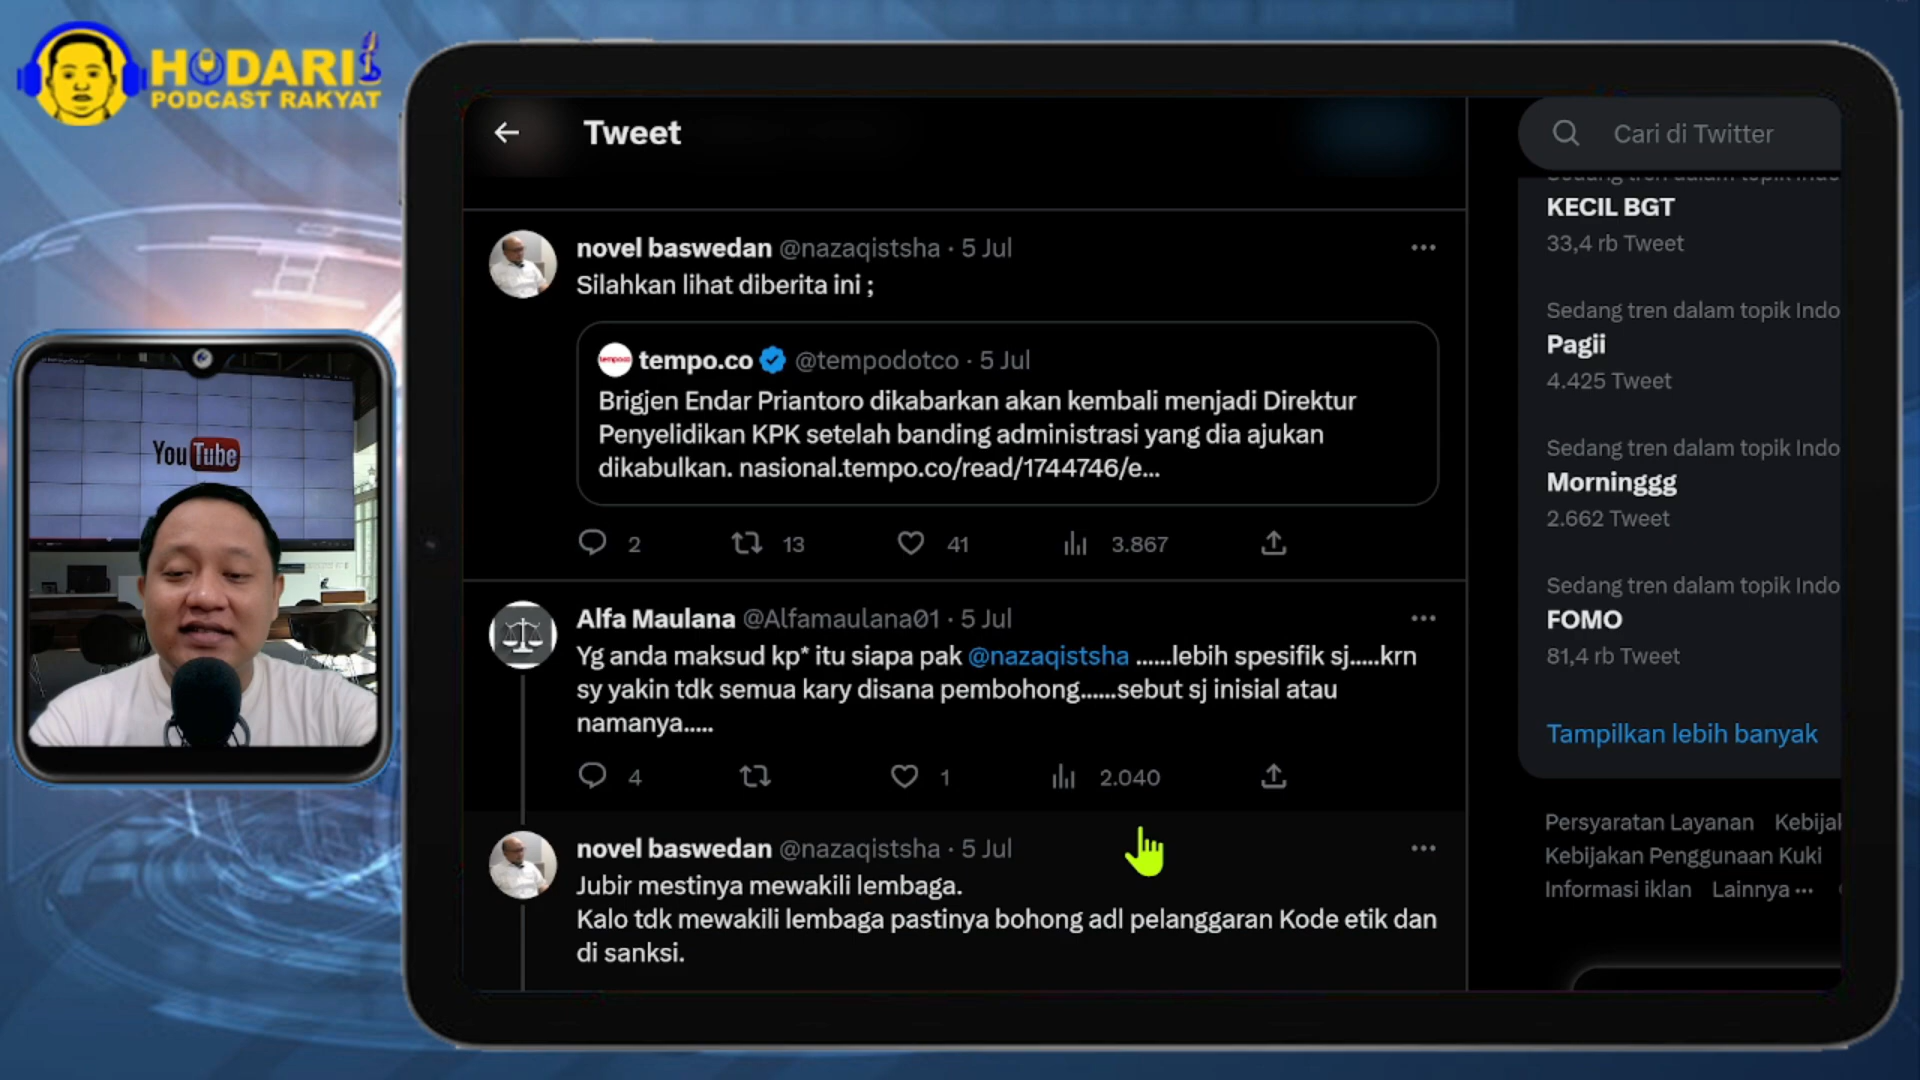 HODARI
PODCAST RAKYAT
YouTube
Tweet
novel baswedan @nazaqistsha · 5 Jul
Silahkan lihat diberita ini ;
tempo.co @tempodotco · 5 Jul
Brigjen Endar Priantoro dikabarkan akan kembali menjadi Direktur
Penyelidikan KPK setelah banding administrasi yang dia ajukan
dikabulkan. nasional.tempo.co/read/1744746/e...
2 13 41 3.867
Alfa Maulana @Alfamaulana01 · 5 Jul
Yg anda maksud kp* itu siapa pak @nazaqistsha ......lebih spesifik sj.....krn
sy yakin tdk semua kary disana pembohong......sebut sj inisial atau
namanya.....
4 1 2.040
novel baswedan @nazaqistsha · 5 Jul
Jubir mestinya mewakili lembaga.
Kalo tdk mewakili lembaga pastinya bohong adl pelanggaran Kode etik dan
di sanksi.
Cari di Twitter
Sedang tren dalam topik Indo
KECIL BGT
33,4 rb Tweet
Sedang tren dalam topik Indo
Pagii
4.425 Tweet
Sedang tren dalam topik Indo
Morninggg
2.662 Tweet
Sedang tren dalam topik Indo
FOMO
81,4 rb Tweet
Tampilkan lebih banyak
Persyaratan Layanan Kebijak
Kebijakan Penggunaan Kuki
Informasi iklan Lainnya ···